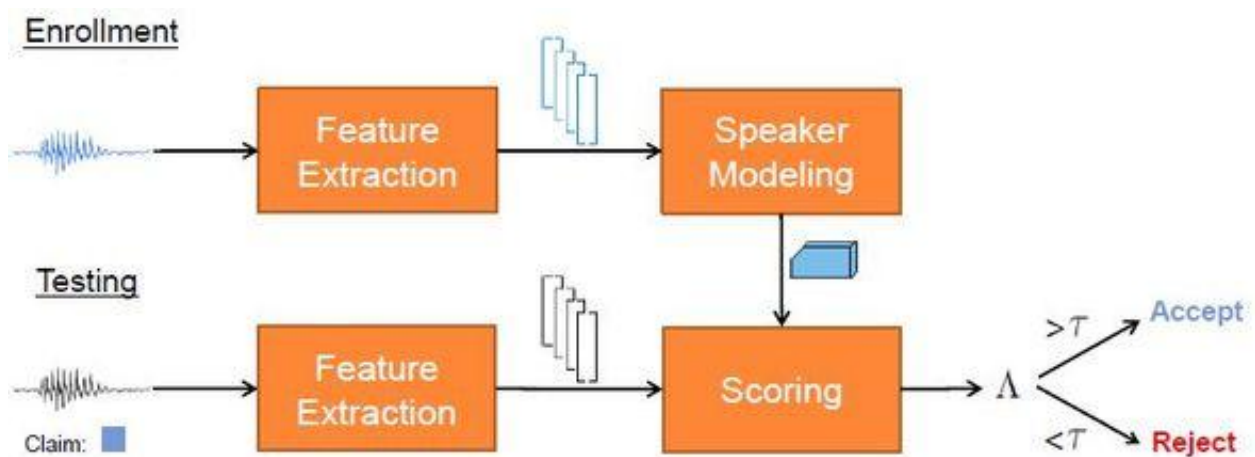 Enrollment
Feature
Extraction
Speaker
Modeling
Testing
Feature
Extraction
Scoring
Λ
>τ
Accept
<τ
Reject
Claim: